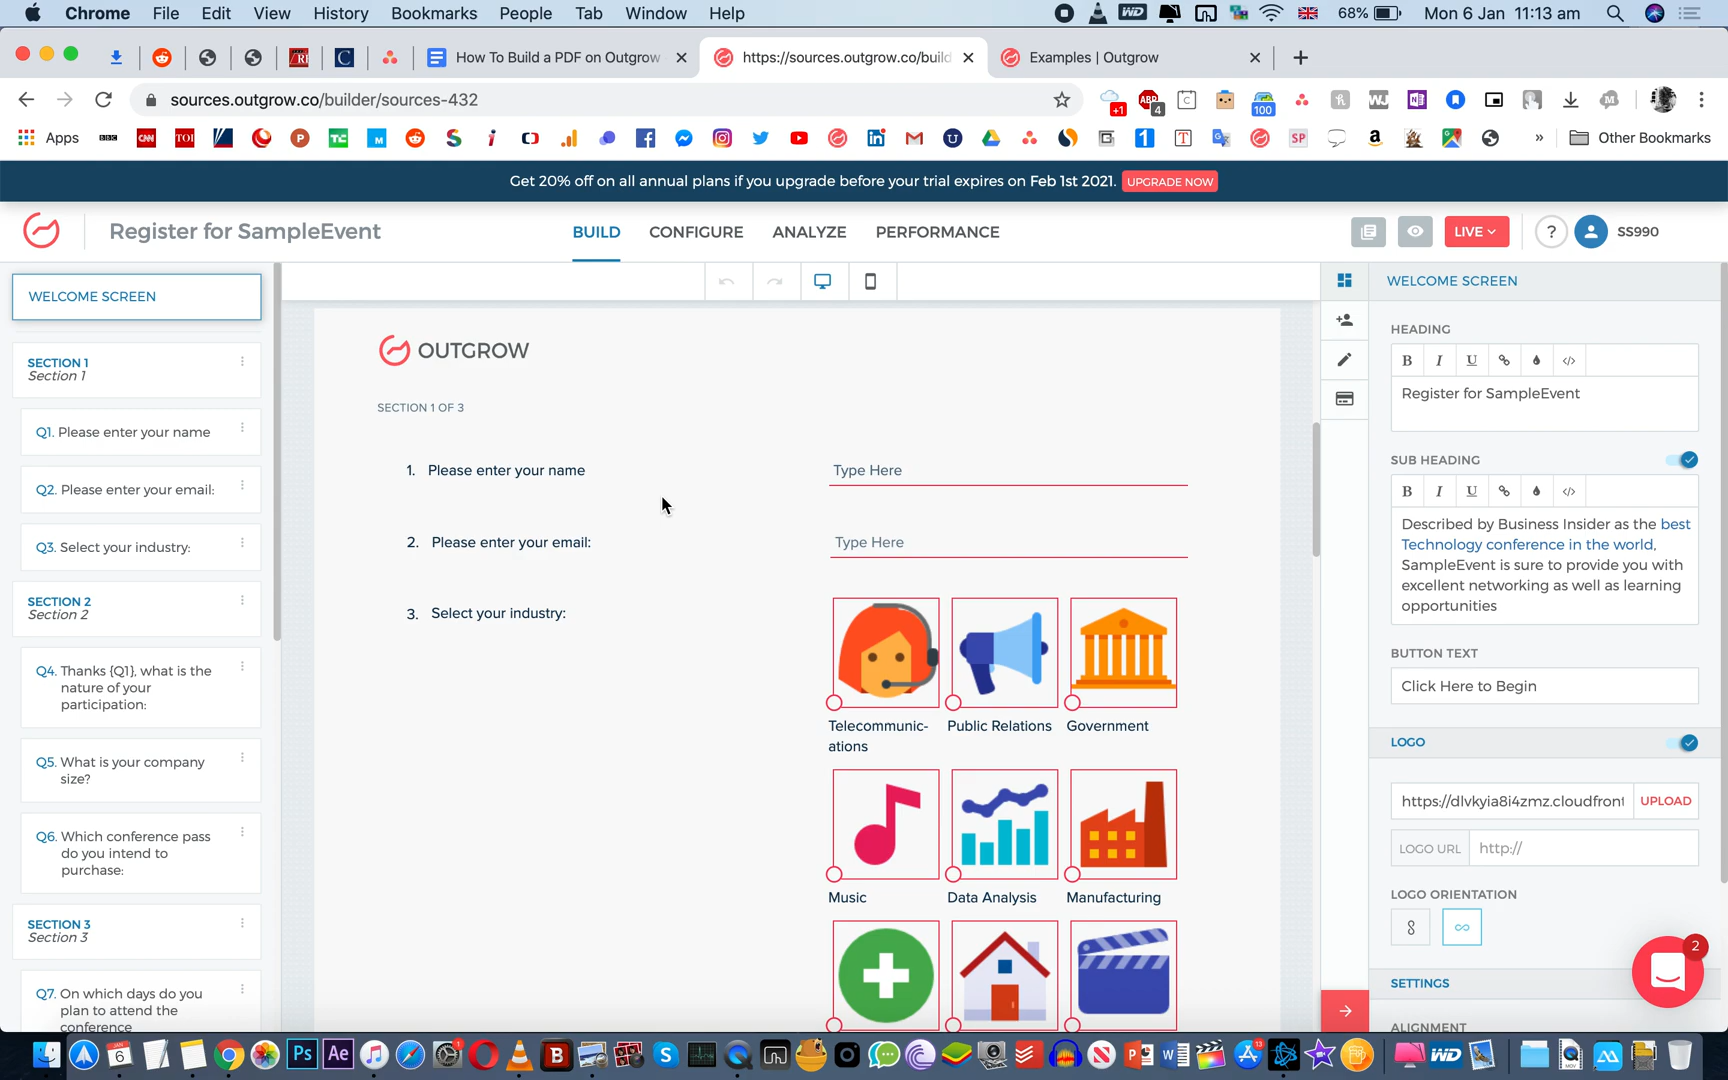 Chrome File Edit View History Bookmarks People Tab Window Help
68% Mon 6 Jan 11:13 am
How To Build a PDF on Outgrow
https://sources.outgrow.co/build
Examples | Outgrow
sources.outgrow.co/builder/sources-432
Apps
Other Bookmarks
Get 20% off on all annual plans if you upgrade before your trial expires on Feb 1st 2021. UPGRADE NOW
Register for SampleEvent
BUILD CONFIGURE ANALYZE PERFORMANCE
LIVE
?
SS990
WELCOME SCREEN
SECTION 1
Section 1
Q1. Please enter your name
Q2. Please enter your email:
Q3. Select your industry:
SECTION 2
Section 2
Q4. Thanks {Q1}, what is the
nature of your
participation:
Q5. What is your company
size?
Q6. Which conference pass
do you intend to
purchase:
SECTION 3
Section 3
Q7. On which days do you
plan to attend the
conference
OUTGROW
SECTION 1 OF 3
1. Please enter your name
Type Here
2. Please enter your email:
Type Here
3. Select your industry:
Telecommunic-
ations
Public Relations
Government
Music
Data Analysis
Manufacturing
WELCOME SCREEN
HEADING
B I U
Register for SampleEvent
SUB HEADING
B I U
Described by Business Insider as the best
Technology conference in the world,
SampleEvent is sure to provide you with
excellent networking as well as learning
opportunities
BUTTON TEXT
Click Here to Begin
LOGO
https://dlvkyia8i4zmz.cloudfront
UPLOAD
LOGO URL
http://
LOGO ORIENTATION
2
SETTINGS
ALIGNMENT